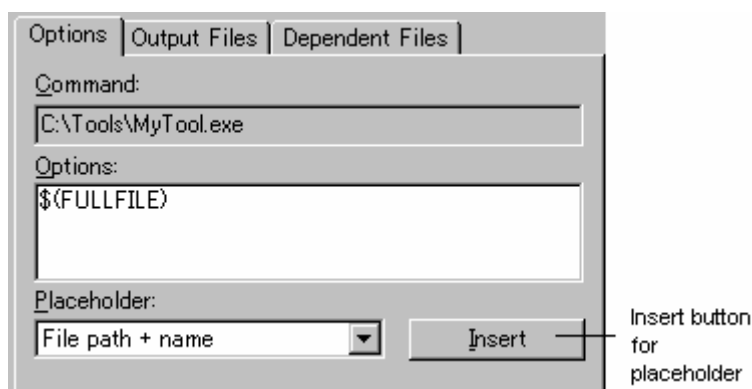 Options Output Files Dependent Files
Command:
C:\Tools\MyTool.exe
Options:
$(FULLFILE)
Placeholder:
File path + name Insert
Insert button
for
placeholder